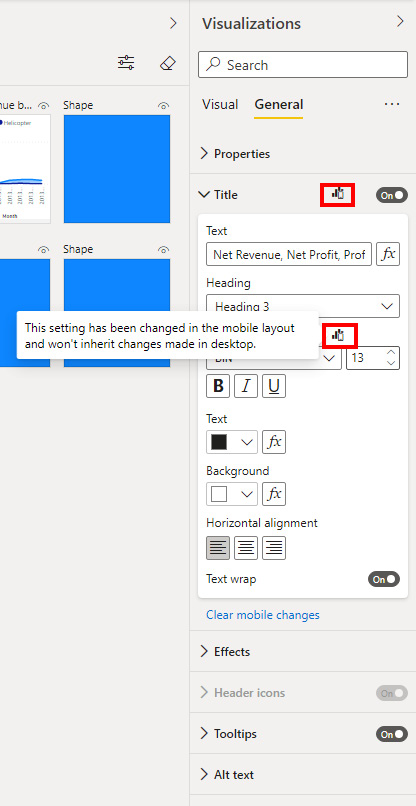 Visualizations
Search
Visual
General
...
Properties
Title
On
Text
Net Revenue, Net Profit, Prof
fx
Heading
Heading 3
This setting has been changed in the mobile layout
and won't inherit changes made in desktop.
DIN
13
B
I
U
Text
fx
Background
fx
Horizontal alignment
Text wrap
On
Clear mobile changes
Effects
Header icons
On
Tooltips
On
Alt text
nue b...
Shape
Helicopter
Month
Shape